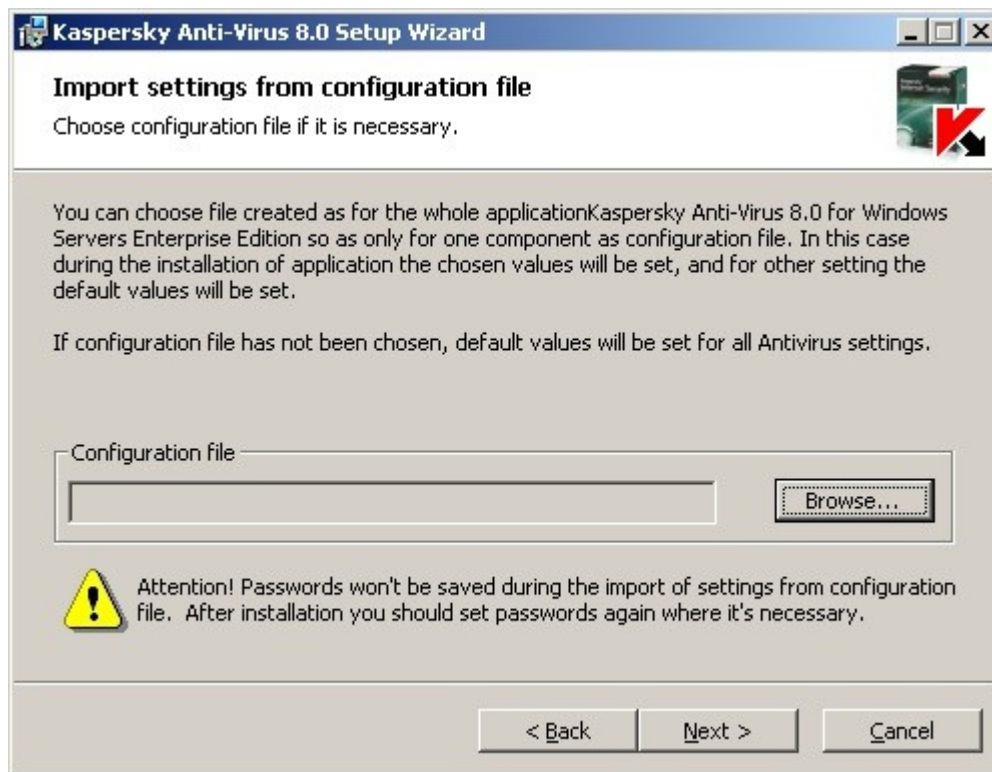 Kaspersky Anti-Virus 8.0 Setup Wizard
Import settings from configuration file
Choose configuration file if it is necessary.
You can choose file created as for the whole applicationKaspersky Anti-Virus 8.0 for Windows
Servers Enterprise Edition so as only for one component as configuration file. In this case
during the installation of application the chosen values will be set, and for other setting the
default values will be set.
If configuration file has not been chosen, default values will be set for all Antivirus settings.
Configuration file
Browse...
Attention! Passwords won't be saved during the import of settings from configuration
file.  After installation you should set passwords again where it's necessary.
< Back
Next >
Cancel